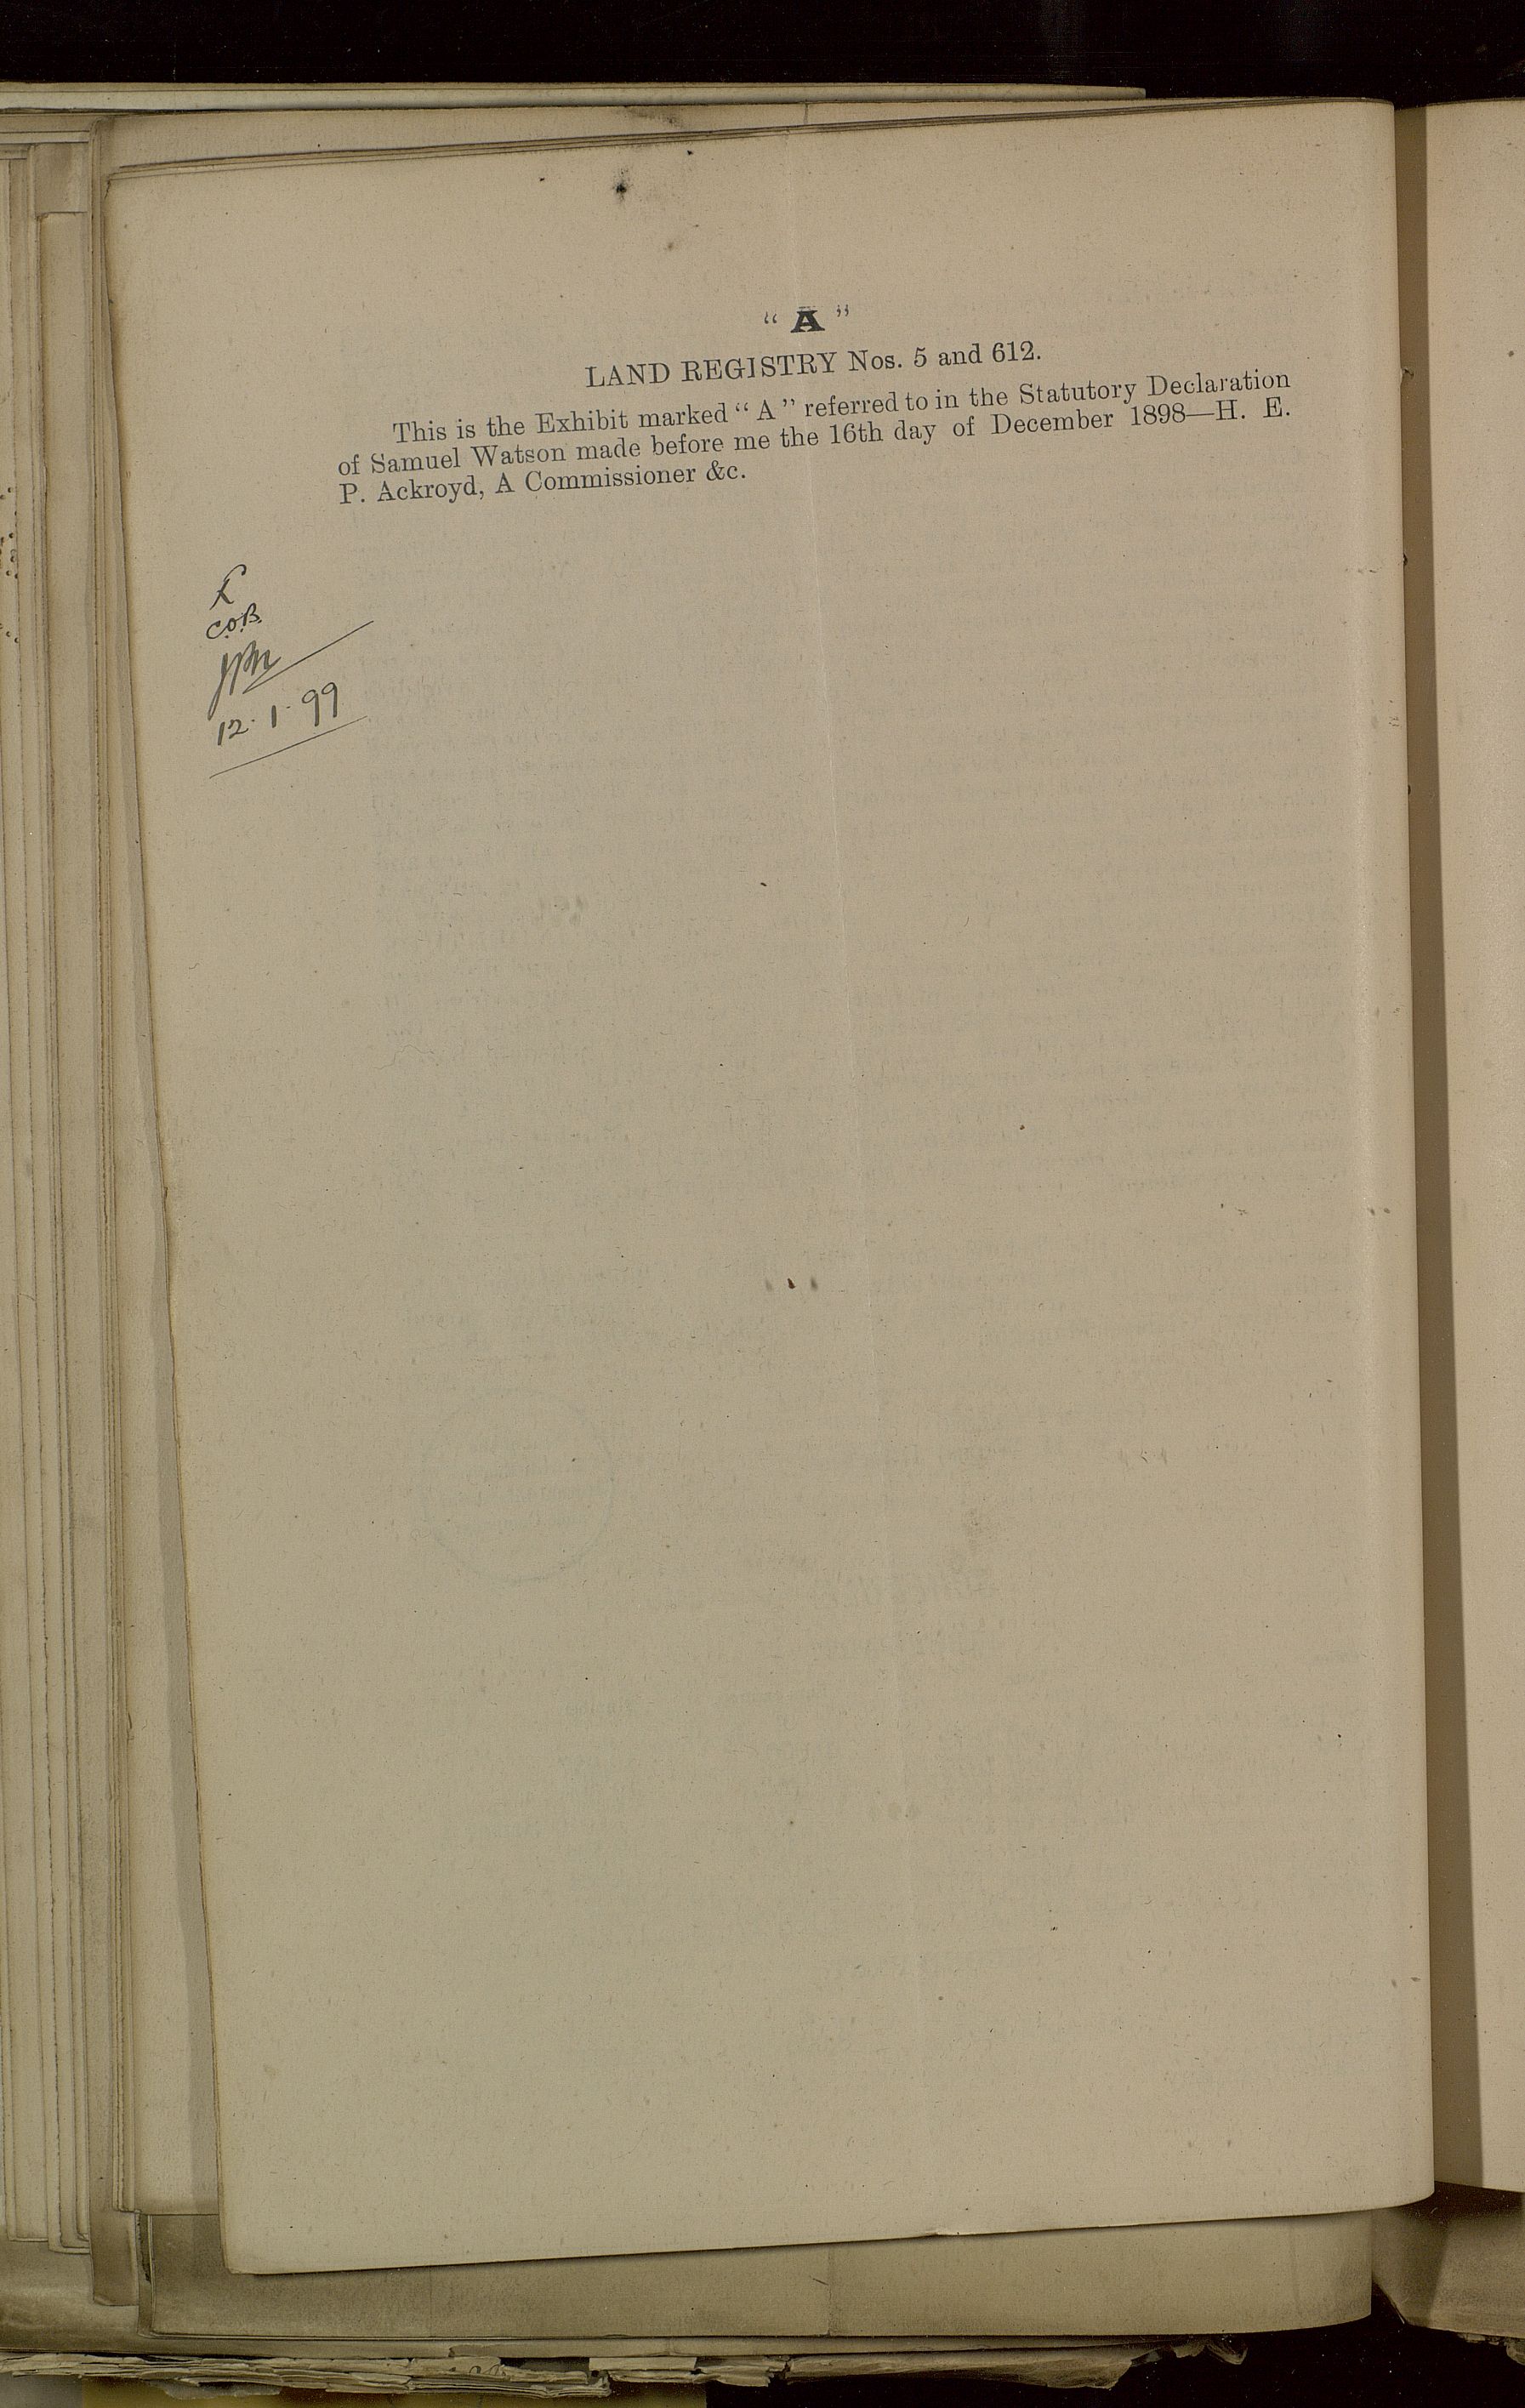 “ A ”
LAND REGISTRY Nos. 5 and 612.
This is the Exhibit marked “ A ” referred to in the Statutory Declaration
of Samuel Watson made before me the 16th day of December 1898—H. E.
P. Ackroyd, A Commissioner &c.
C.O.B.
12·1·99